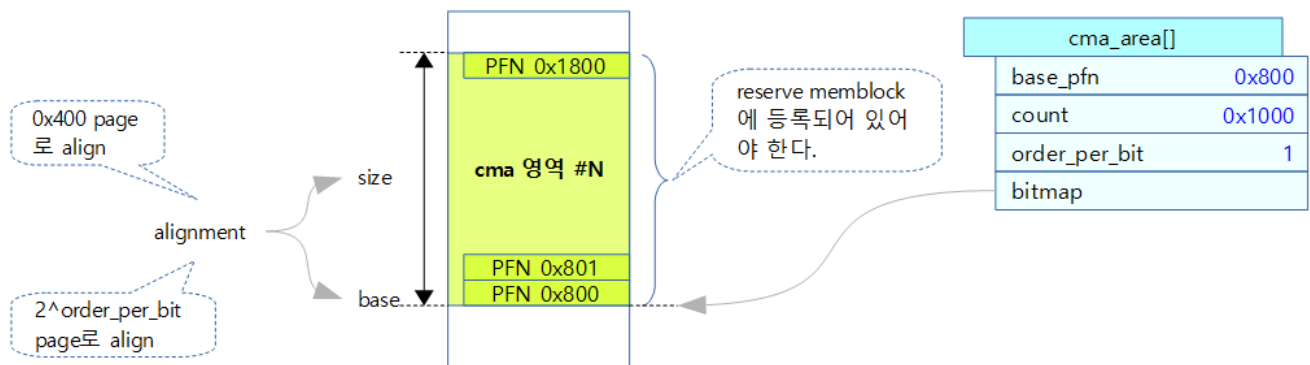 0x400 page
로 align
alignment
2^order_per_bit
page로 align
size
base
PFN 0x1800
cma 영역 #N
PFN 0x801
PFN 0x800
reserve memblock
에 등록되어 있어
야 한다.
cma_area[]
base_pfn 0x800
count 0x1000
order_per_bit 1
bitmap